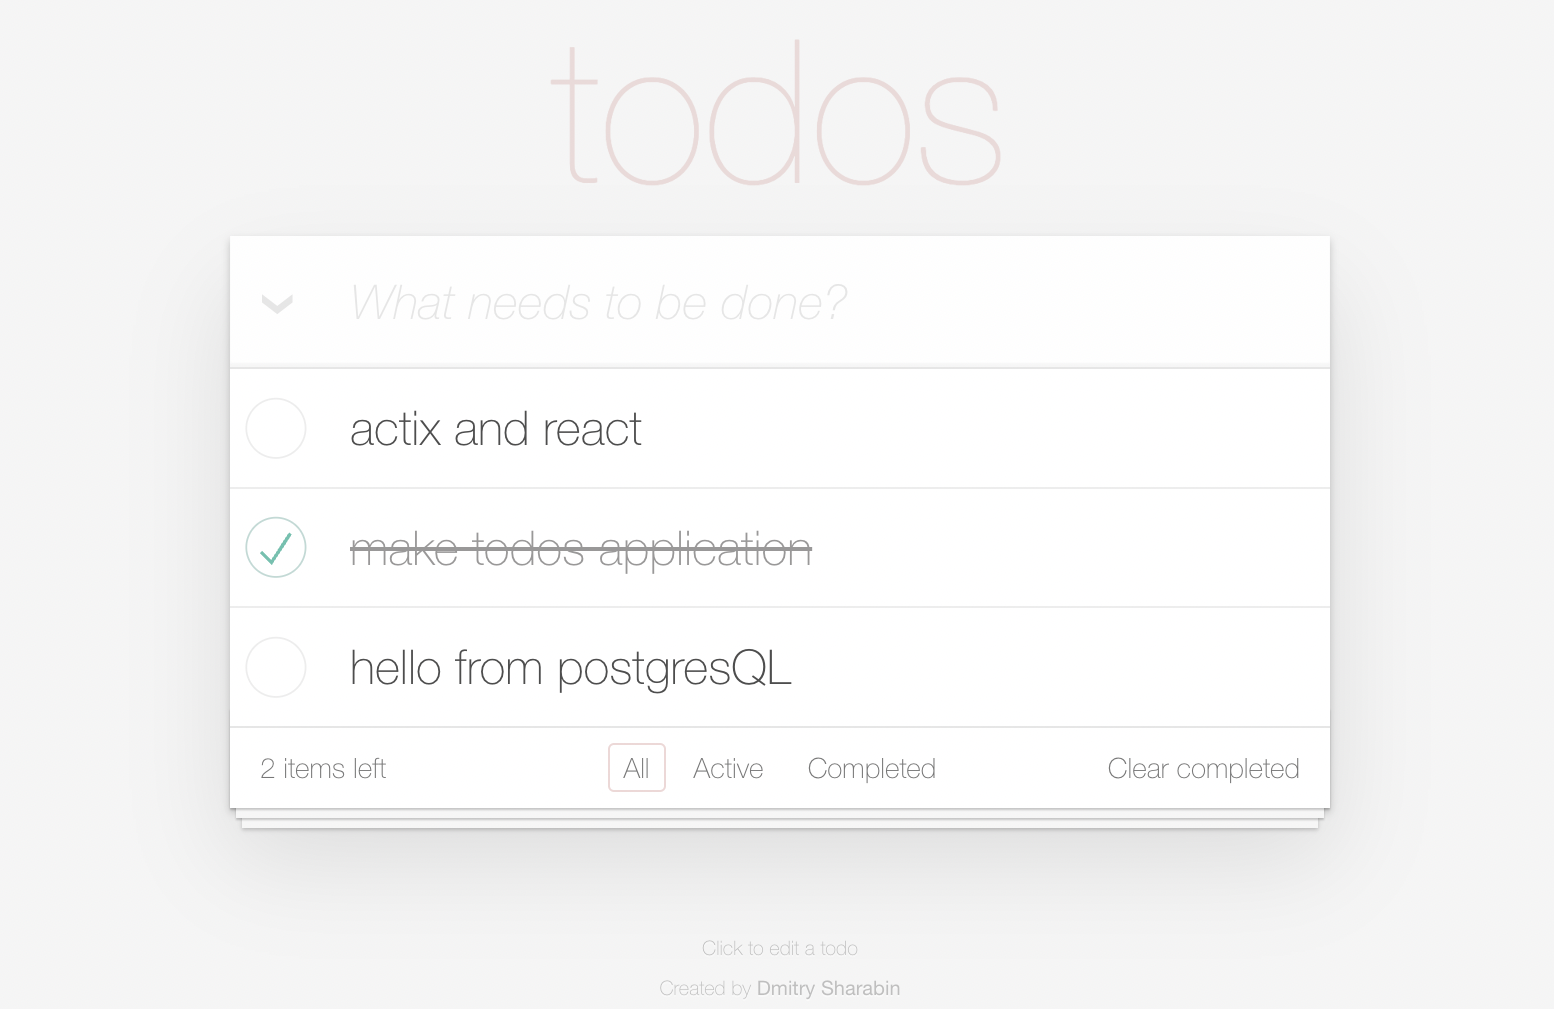 todos
What needs to be done?
actix and react
make todos application
hello from postgresQL
2 items left All Active Completed Clear completed
Click to edit a todo
Created by Dmitry Sharabin